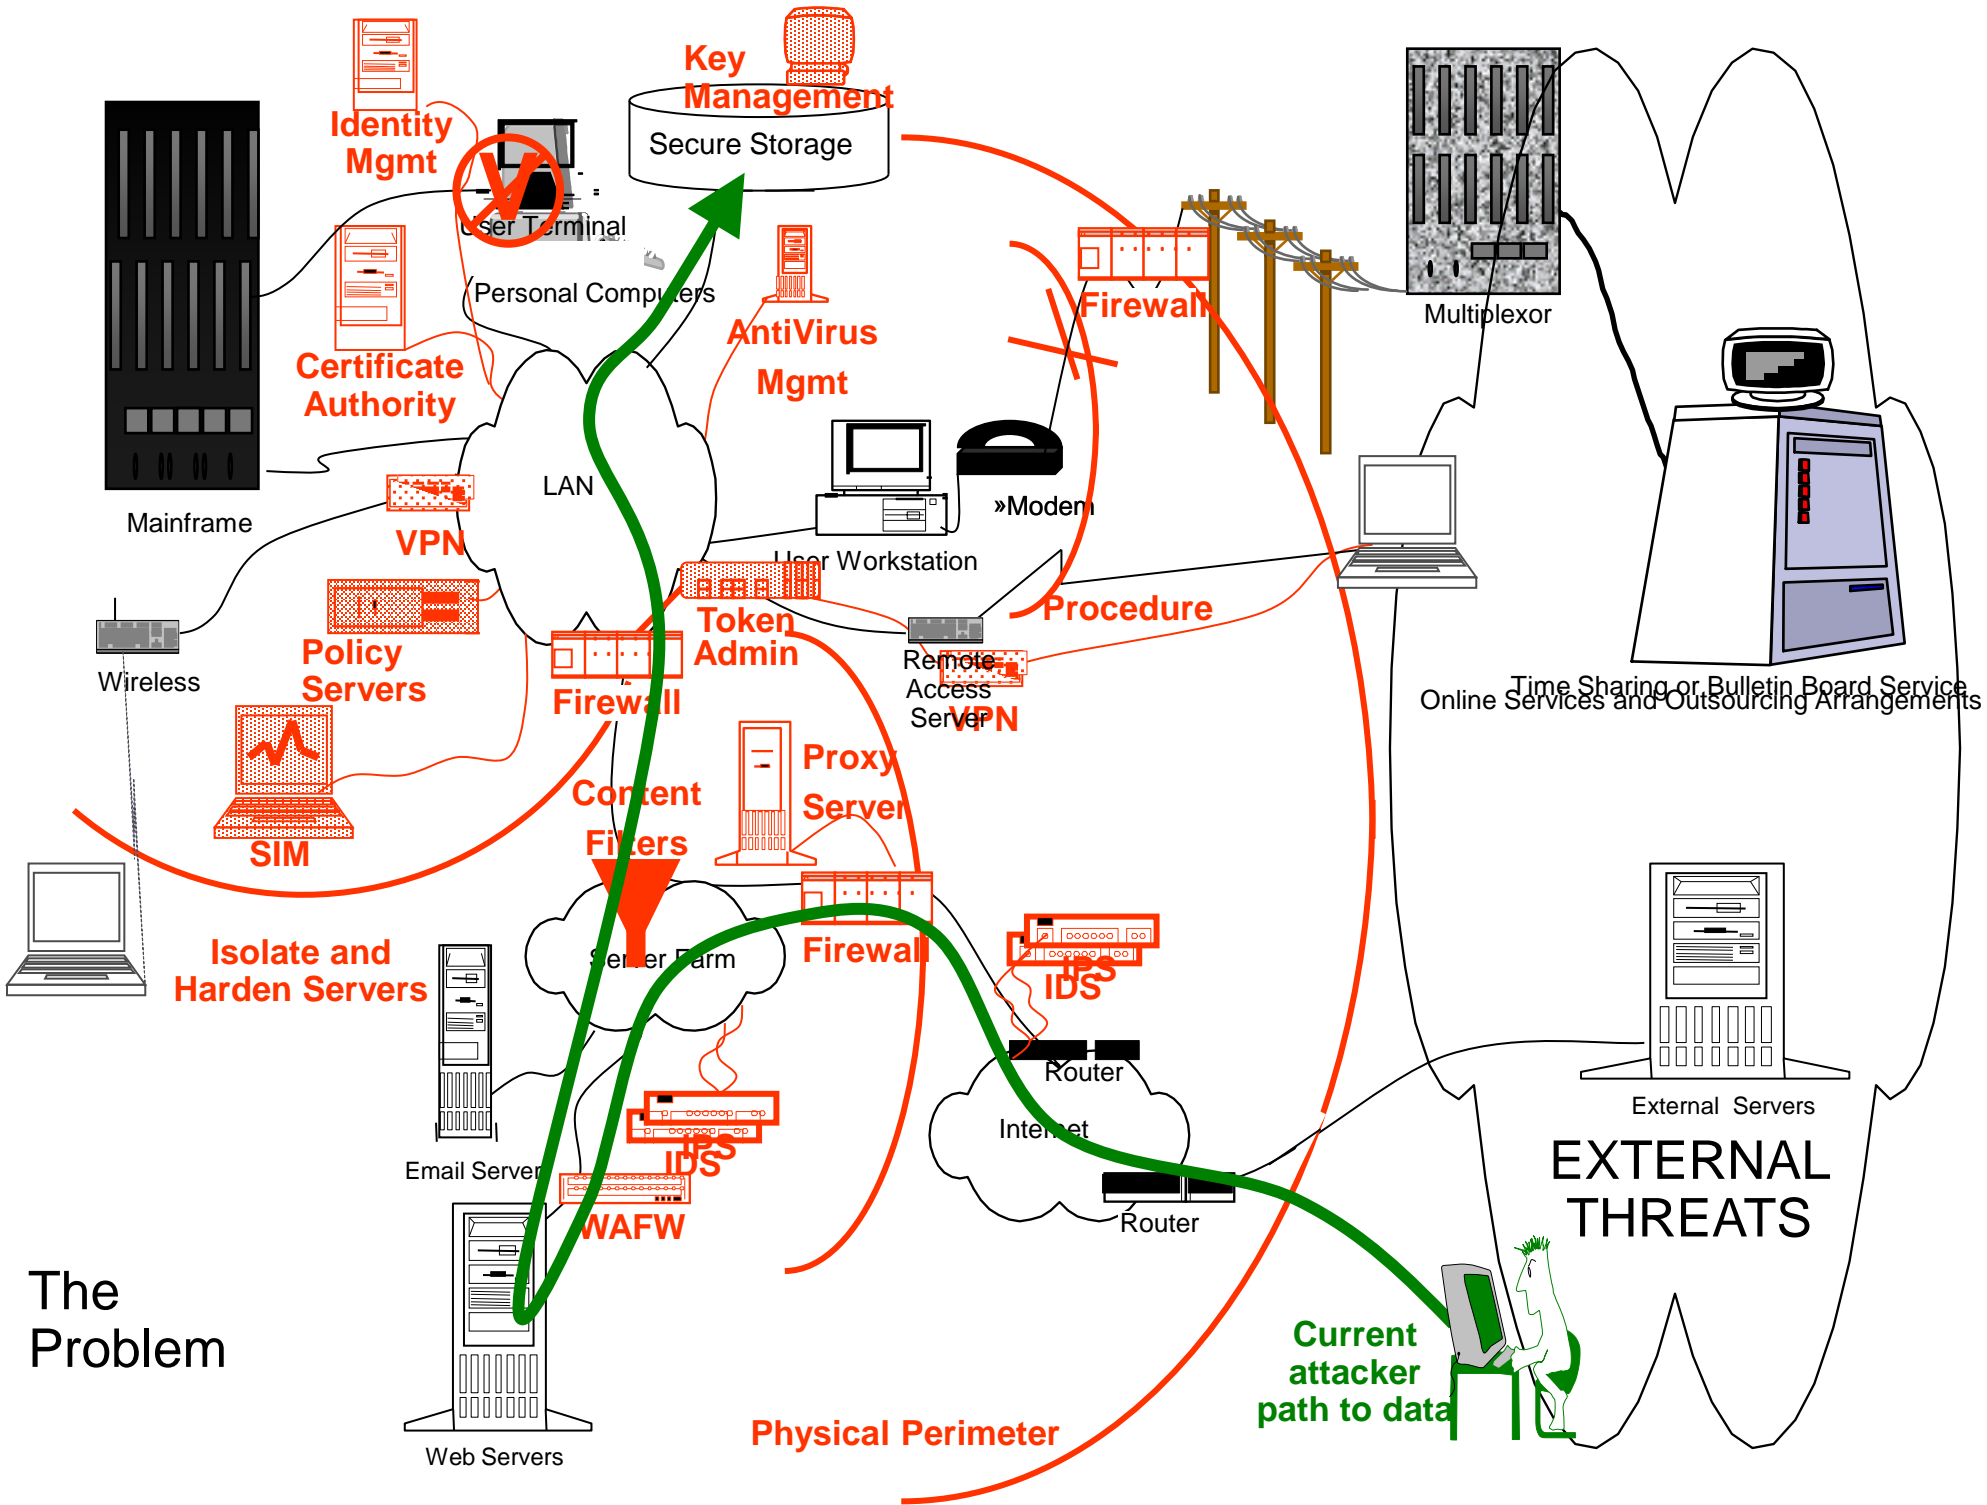 Key
Management
Secure Storage
Identity
Mgmt
V
User Terminal
Personal Computers
Certificate
Authority
AntiVirus
Mgmt
Firewall
Multiplexor
LAN
Mainframe
VPN
»Modem
User Workstation
Procedure
Token
Admin
Policy
Servers
Wireless
Firewall
Remote
Access
Server
VPN
Time Sharing or Bulletin Board Service
Online Services and Outsourcing Arrangements
Proxy
Server
Content
Filters
SIM
Isolate and
Harden Servers
Server Farm
Firewall
IPS
IDS
Router
Internet
External Servers
EXTERNAL
THREATS
Email Server
IPS
IDS
WAFW
Router
The
Problem
Current
attacker
path to data
Physical Perimeter
Web Servers